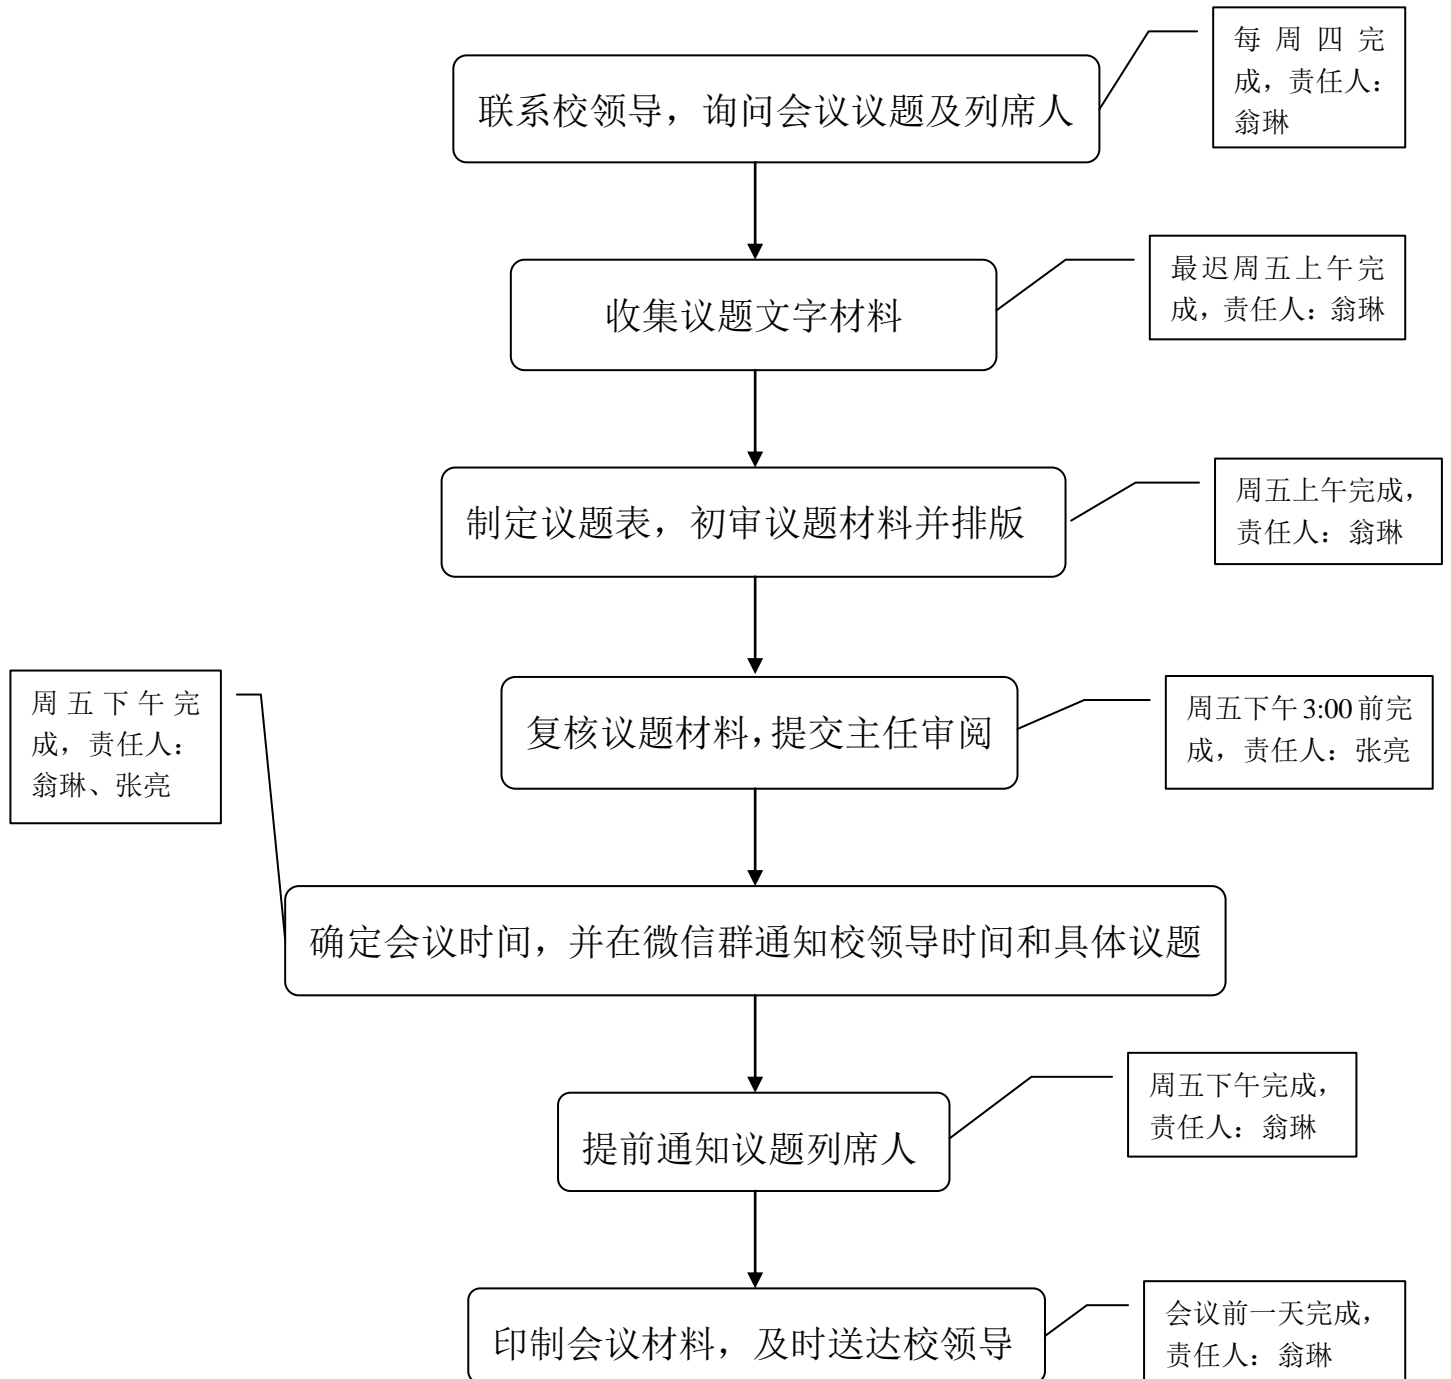 每周四完
成，责任人：
翁琳
联系校领导，询问会议议题及列席人
最迟周五上午完
成，责任人：翁琳
收集议题文字材料
周五上午完成，
责任人：翁琳
制定议题表，初审议题材料并排版
周五下午完
成，责任人：
翁琳、张亮
复核议题材料，提交主任审阅
周五下午3:00前完
成，责任人：张亮
确定会议时间，并在微信群通知校领导时间和具体议题
周五下午完成，
责任人：翁琳
提前通知议题列席人
会议前一天完成，
责任人：翁琳
印制会议材料，及时送达校领导